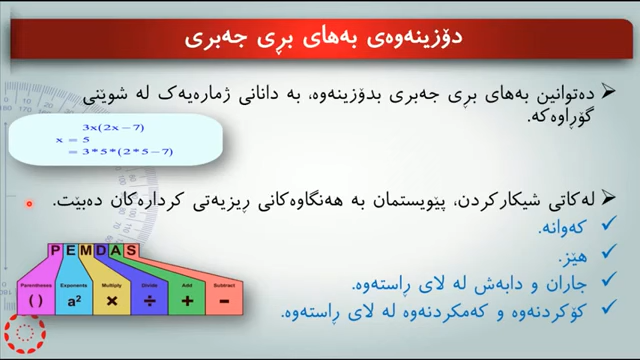 دۆزینەوەی بەهای بڕی جەبری
دەتوانین بەهای بڕی جەبری بدۆزینەوە، بە دانانی ژمارەیەک لە شوێنی
گۆڕاوەکە.
3x(2x−7)
x = 5
= 3*5*(2*5−7)
لەکاتی شیکارکردن، پێویستمان بە هەنگاوەکانی ڕیزبەتی کردارەکان دەبێت.
کەوانە.
هێز.
جاران و دابەش لە لای ڕاستەوە.
کۆکردنەوە و کەمکردنەوە لە لای ڕاستەوە.
PEMDAS
Parentheses Exponents Multiply Divide Add Subtract
( ) a² × ÷ + −